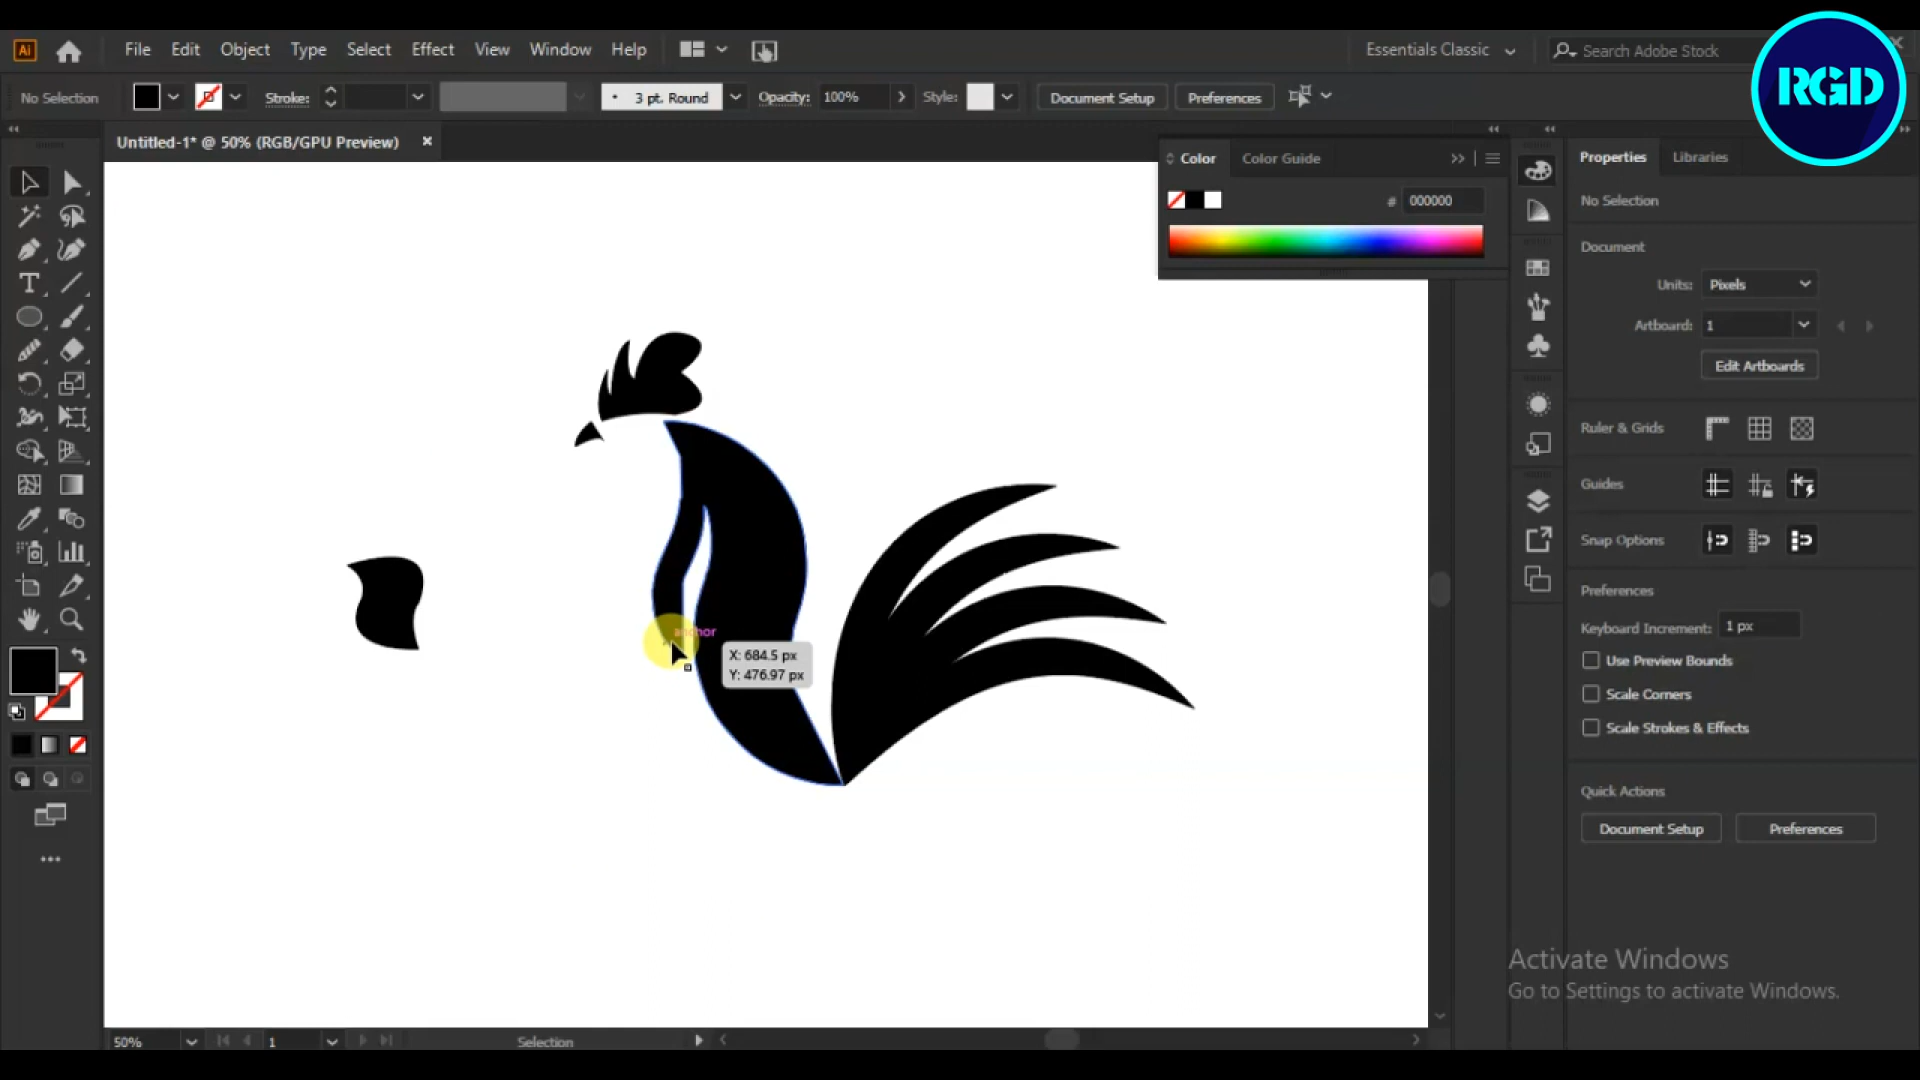 Ai File Edit Object Type Select Effect View Window Help Essentials Classic Search Adobe Stock
RGD
No Selection Stroke: 3 pt. Round Opacity: 100% Style: Document Setup Preferences
Untitled-1* @ 50% (RGB/GPU Preview) ×
Color Color Guide
# 000000
Properties Libraries
No Selection
Document
Units: Pixels
Artboard: 1
Edit Artboards
Ruler & Grids
Guides
Snap Options
Preferences
Keyboard Increment: 1 px
Use Preview Bounds
Scale Corners
Scale Strokes & Effects
Quick Actions
Document Setup Preferences
anchor
X: 684.5 px
Y: 476.97 px
Activate Windows
Go to Settings to activate Windows.
50% 1 Selection